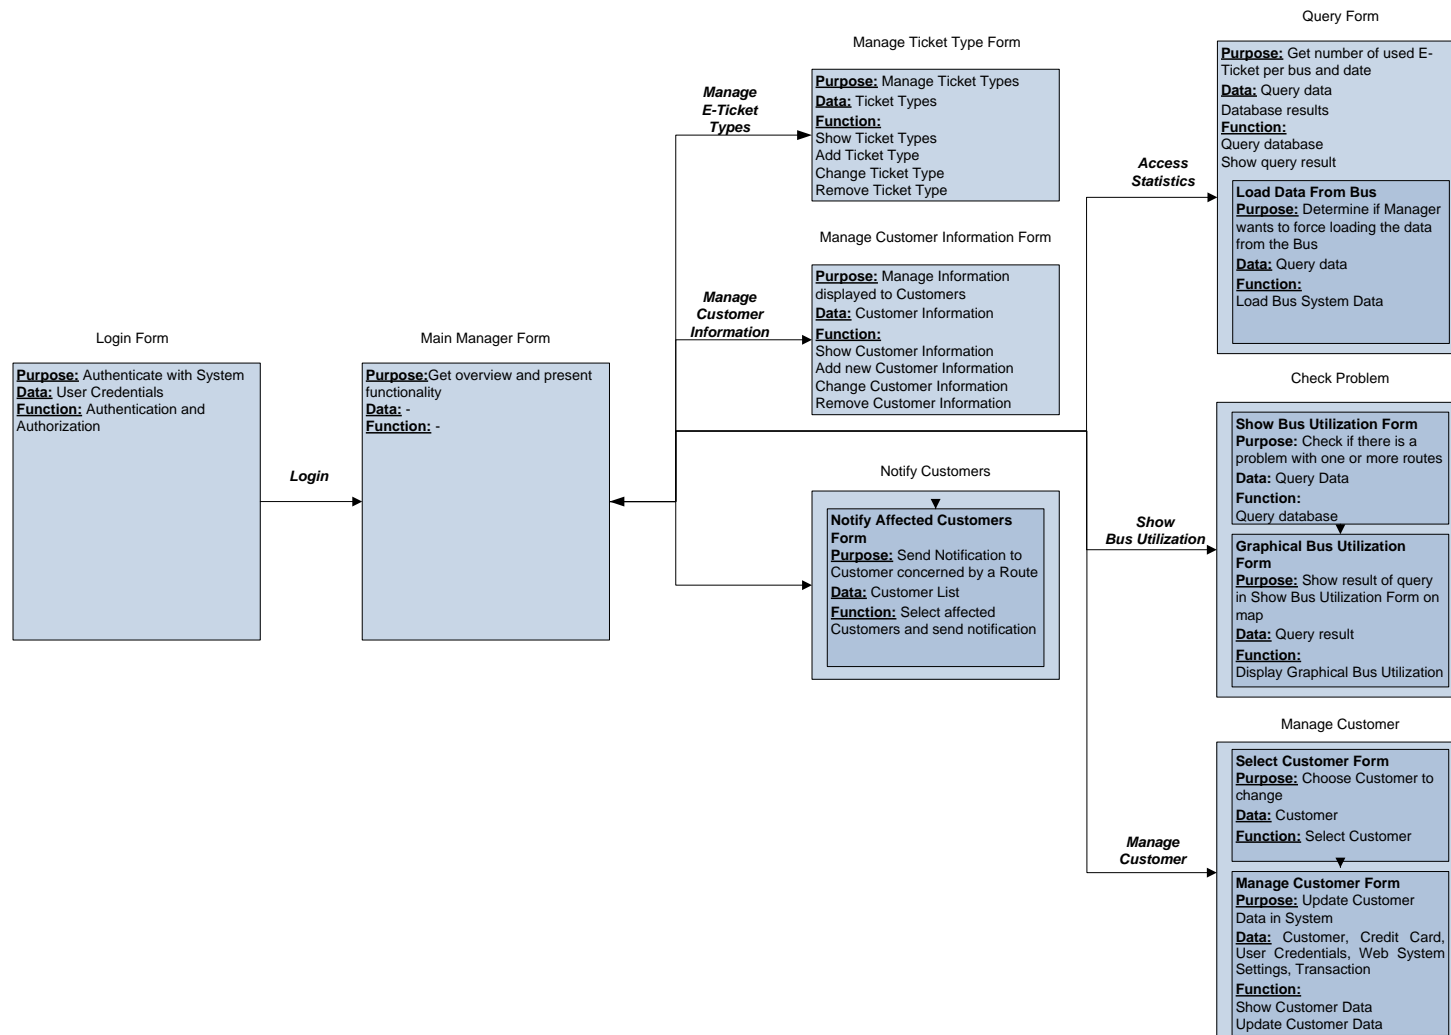 Login Form
Purpose: Authenticate with System
Data: User Credentials
Function: Authentication and
Authorization
Login
Main Manager Form
Purpose:Get overview and present
functionality
Data: -
Function: -
Manage
E-Ticket
Types
Manage Ticket Type Form
Purpose: Manage Ticket Types
Data: Ticket Types
Function:
Show Ticket Types
Add Ticket Type
Change Ticket Type
Remove Ticket Type
Manage
Customer
Information
Manage Customer Information Form
Purpose: Manage Information
displayed to Customers
Data: Customer Information
Function:
Show Customer Information
Add new Customer Information
Change Customer Information
Remove Customer Information
Notify Customers
Notify Affected Customers
Form
Purpose: Send Notification to
Customer concerned by a Route
Data: Customer List
Function: Select affected
Customers and send notification
Access
Statistics
Query Form
Purpose: Get number of used E-
Ticket per bus and date
Data: Query data
Database results
Function:
Query database
Show query result
Load Data From Bus
Purpose: Determine if Manager
wants to force loading the data
from the Bus
Data: Query data
Function:
Load Bus System Data
Show
Bus Utilization
Check Problem
Show Bus Utilization Form
Purpose: Check if there is a
problem with one or more routes
Data: Query Data
Function:
Query database
Graphical Bus Utilization
Form
Purpose: Show result of query
in Show Bus Utilization Form on
map
Data: Query result
Function:
Display Graphical Bus Utilization
Manage
Customer
Manage Customer
Select Customer Form
Purpose: Choose Customer to
change
Data: Customer
Function: Select Customer
Manage Customer Form
Purpose: Update Customer
Data in System
Data: Customer, Credit Card,
User Credentials, Web System
Settings, Transaction
Function:
Show Customer Data
Update Customer Data